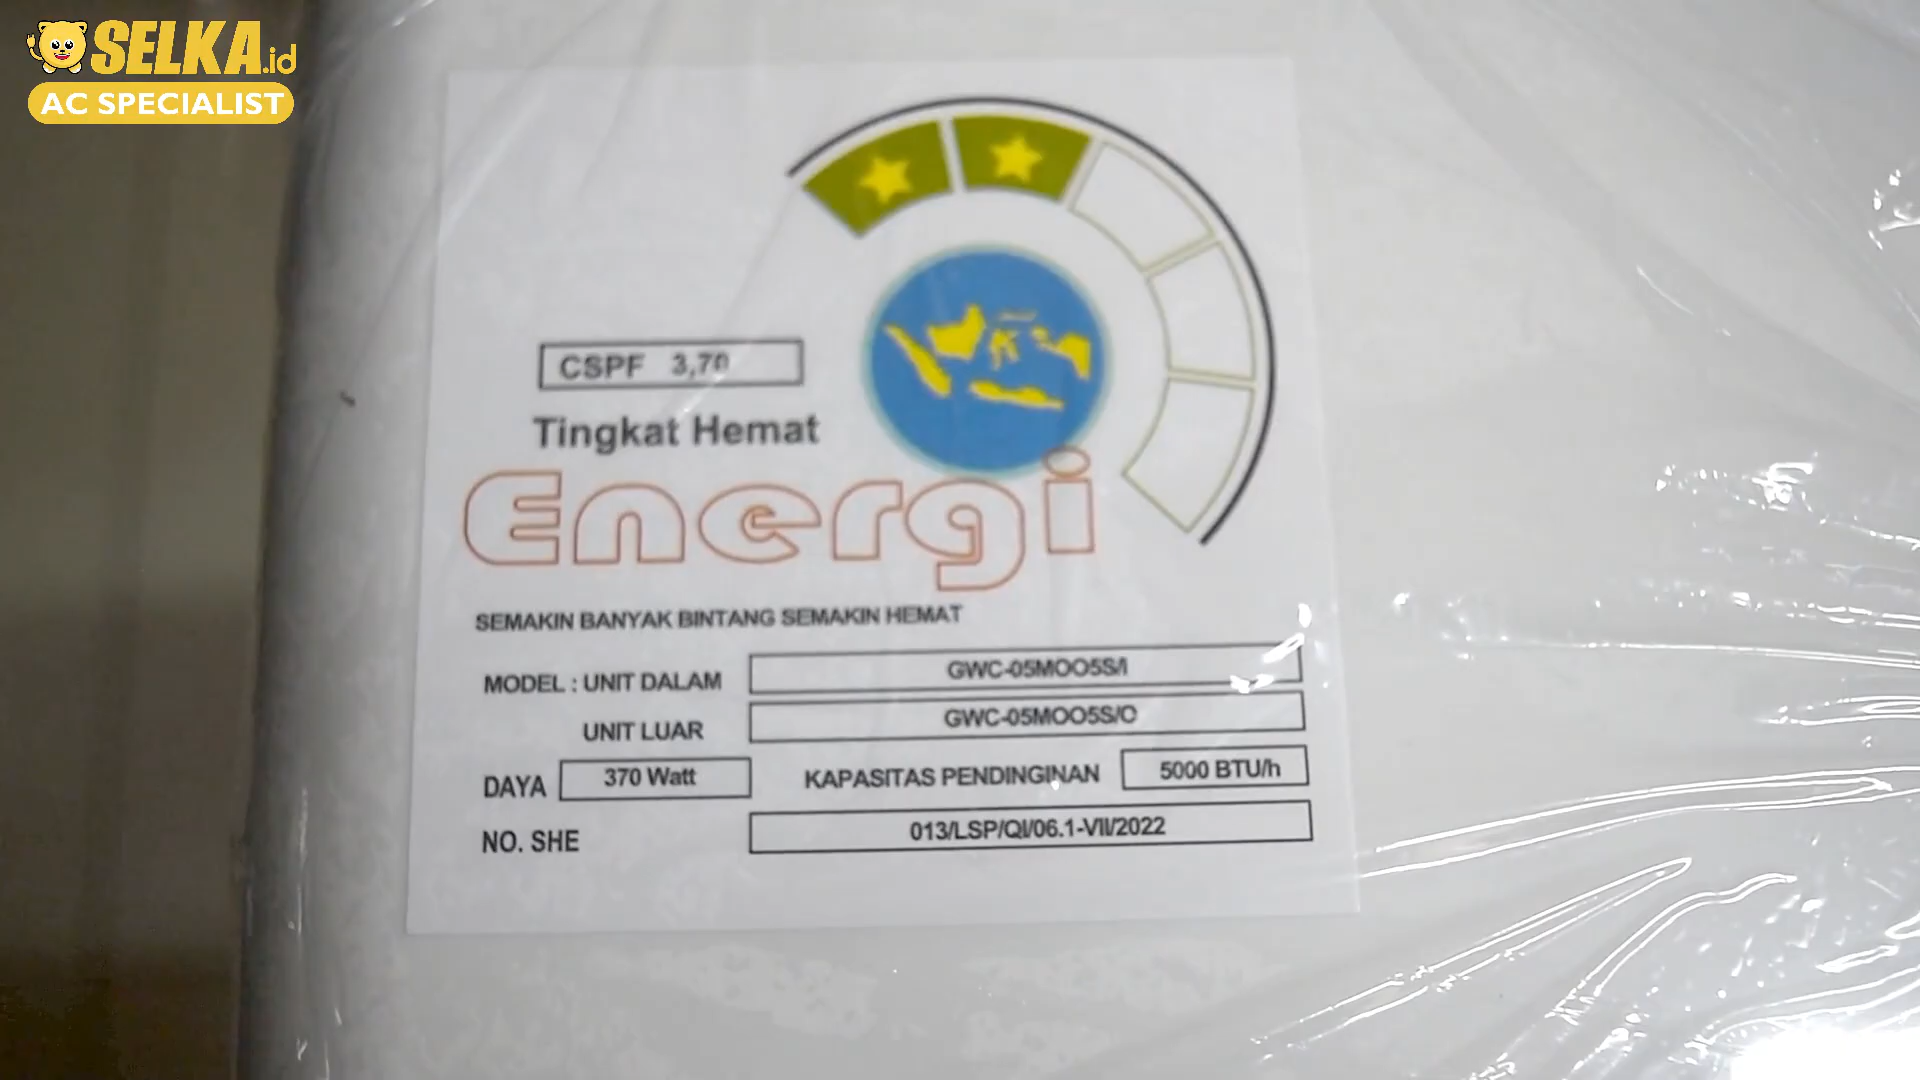 SELKA.id
AC SPECIALIST
CSPF 3,70
Tingkat Hemat
Energi
SEMAKIN BANYAK BINTANG SEMAKIN HEMAT
MODEL : UNIT DALAM GWC-05MOO5S/I
UNIT LUAR GWC-05MOO5S/O
DAYA 370 Watt KAPASITAS PENDINGINAN 5000 BTU/h
NO. SHE 013/LSP/QI/06.1-VII/2022